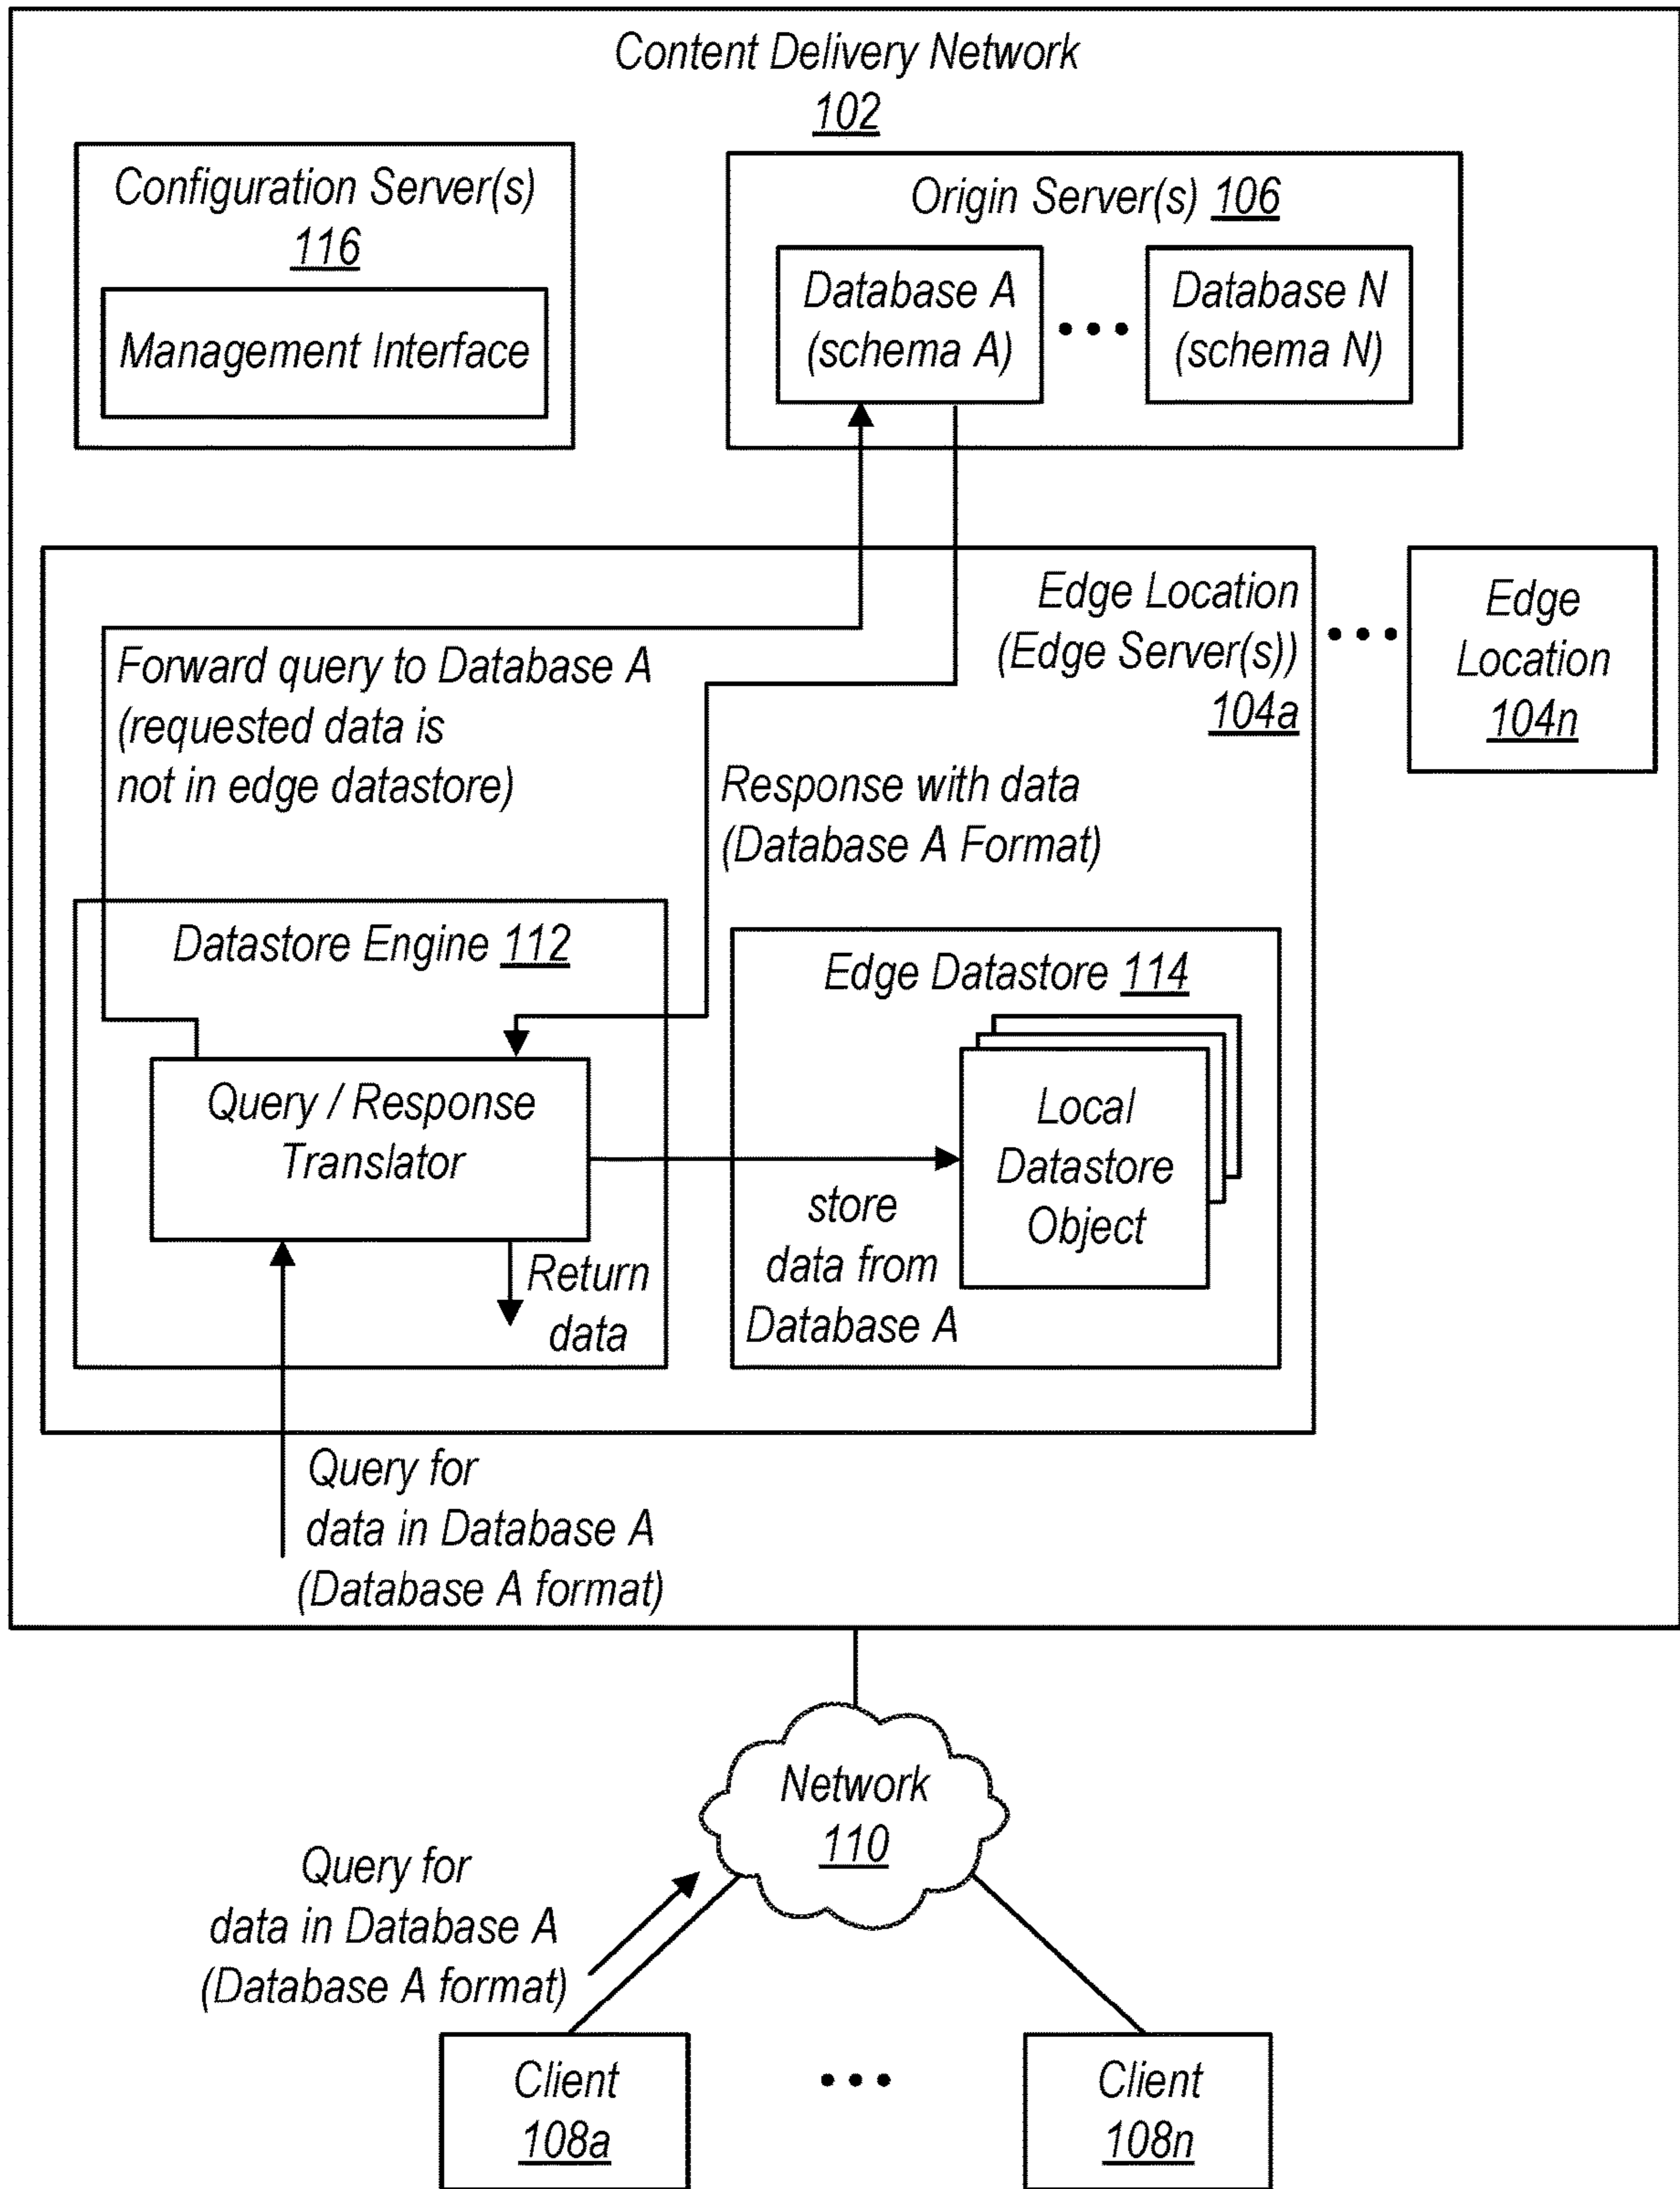 Content Delivery Network
102
Configuration Server(s)
116
Management Interface
Origin Server(s) 106
Database A
(schema A)
Database N
(schema N)
Edge Location
(Edge Server(s))
104a
Edge
Location
104n
Forward query to Database A
(requested data is
not in edge datastore)
Response with data
(Database A Format)
Datastore Engine 112
Query / Response
Translator
Return
data
Edge Datastore 114
Local
Datastore
Object
store
data from
Database A
Query for
data in Database A
(Database A format)
Network
110
Query for
data in Database A
(Database A format)
Client
108a
Client
108n